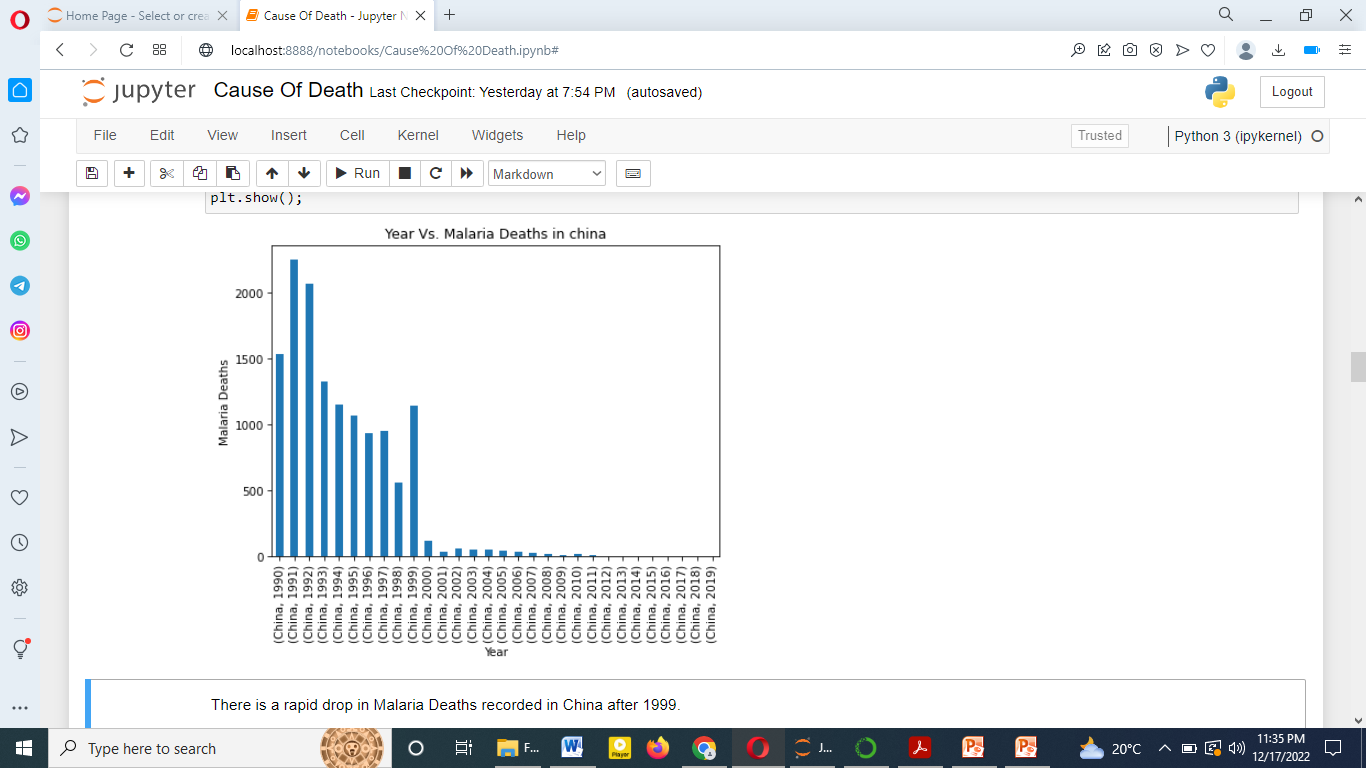 Home Page - Select or crea
Cause Of Death - Jupyter N
localhost:8888/notebooks/Cause%20Of%20Death.ipynb#
jupyter Cause Of Death Last Checkpoint: Yesterday at 7:54 PM (autosaved)
Logout
File Edit View Insert Cell Kernel Widgets Help
Trusted
Python 3 (ipykernel)
Run
Markdown
plt.show();
Year Vs. Malaria Deaths in china
Malaria Deaths
2000
1500
1000
500
0
(China, 1990)
(China, 1991)
(China, 1992)
(China, 1993)
(China, 1994)
(China, 1995)
(China, 1996)
(China, 1997)
(China, 1998)
(China, 1999)
(China, 2000)
(China, 2001)
(China, 2002)
(China, 2003)
(China, 2004)
(China, 2005)
(China, 2006)
(China, 2007)
(China, 2008)
(China, 2009)
(China, 2010)
(China, 2011)
(China, 2012)
(China, 2013)
(China, 2014)
(China, 2015)
(China, 2016)
(China, 2017)
(China, 2018)
(China, 2019)
Year
There is a rapid drop in Malaria Deaths recorded in China after 1999.
Type here to search
F...
Player
J...
20°C
11:35 PM
12/17/2022